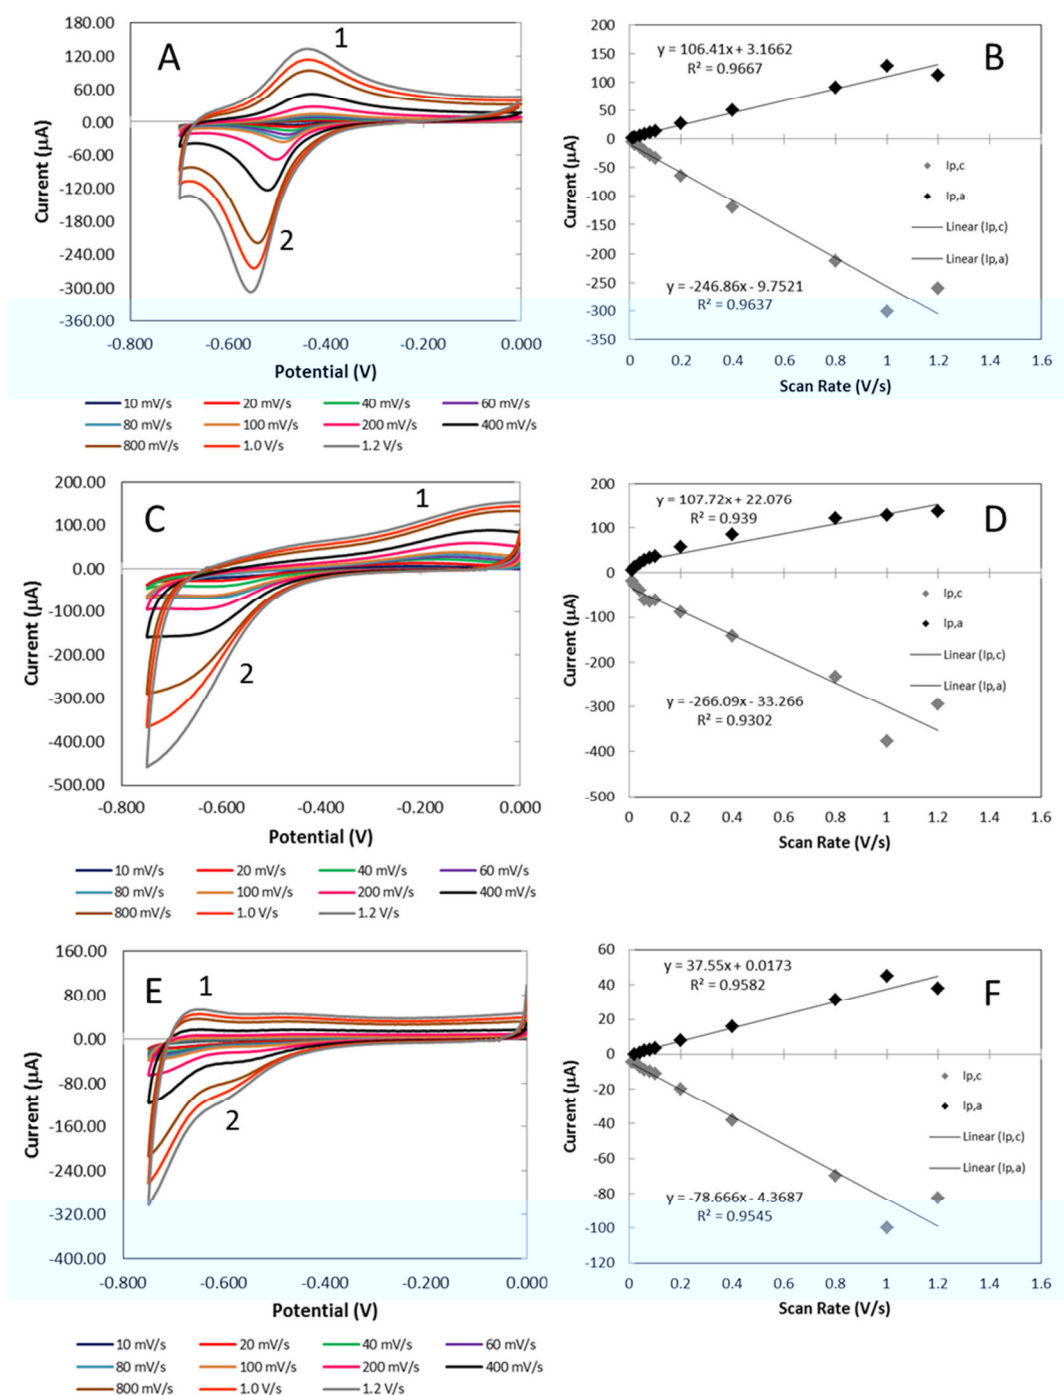 180.00
120.00
60.00
0.00
-60.00
-120.00
-180.00
-240.00
-300.00
-360.00
A
1
2
Current (µA)
-0.800
-0.600
-0.400
-0.200
0.000
Potential (V)
10 mV/s
20 mV/s
40 mV/s
60 mV/s
80 mV/s
100 mV/s
200 mV/s
400 mV/s
800 mV/s
1.0 V/s
1.2 V/s
200
150
100
50
0
-50
-100
-150
-200
-250
-300
-350
y = 106.41x + 3.1662
R² = 0.9667
B
Ip,c
Ip,a
Linear (Ip,c)
Linear (Ip,a)
y = -246.86x - 9.7521
R² = 0.9637
Current (µA)
0
0.2
0.4
0.6
0.8
1
1.2
1.4
1.6
Scan Rate (V/s)
200.00
100.00
0.00
-100.00
-200.00
-300.00
-400.00
-500.00
C
1
2
Current (µA)
-0.800
-0.600
-0.400
-0.200
0.000
Potential (V)
10 mV/s
20 mV/s
40 mV/s
60 mV/s
80 mV/s
100 mV/s
200 mV/s
400 mV/s
800 mV/s
1.0 V/s
1.2 V/s
200
100
0
-100
-200
-300
-400
-500
y = 107.72x + 22.076
R² = 0.939
D
Ip,c
Ip,a
Linear (Ip,c)
Linear (Ip,a)
y = -266.09x - 33.266
R² = 0.9302
Current (µA)
0
0.2
0.4
0.6
0.8
1
1.2
1.4
1.6
Scan Rate (V/s)
160.00
80.00
0.00
-80.00
-160.00
-240.00
-320.00
-400.00
E
1
2
Current (µA)
-0.800
-0.600
-0.400
-0.200
0.000
Potential (V)
10 mV/s
20 mV/s
40 mV/s
60 mV/s
80 mV/s
100 mV/s
200 mV/s
400 mV/s
800 mV/s
1.0 V/s
1.2 V/s
60
40
20
0
-20
-40
-60
-80
-100
-120
y = 37.55x + 0.0173
R² = 0.9582
F
Ip,c
Ip,a
Linear (Ip,c)
Linear (Ip,a)
y = -78.666x - 4.3687
R² = 0.9545
Current (µA)
0
0.2
0.4
0.6
0.8
1
1.2
1.4
1.6
Scan Rate (V/s)